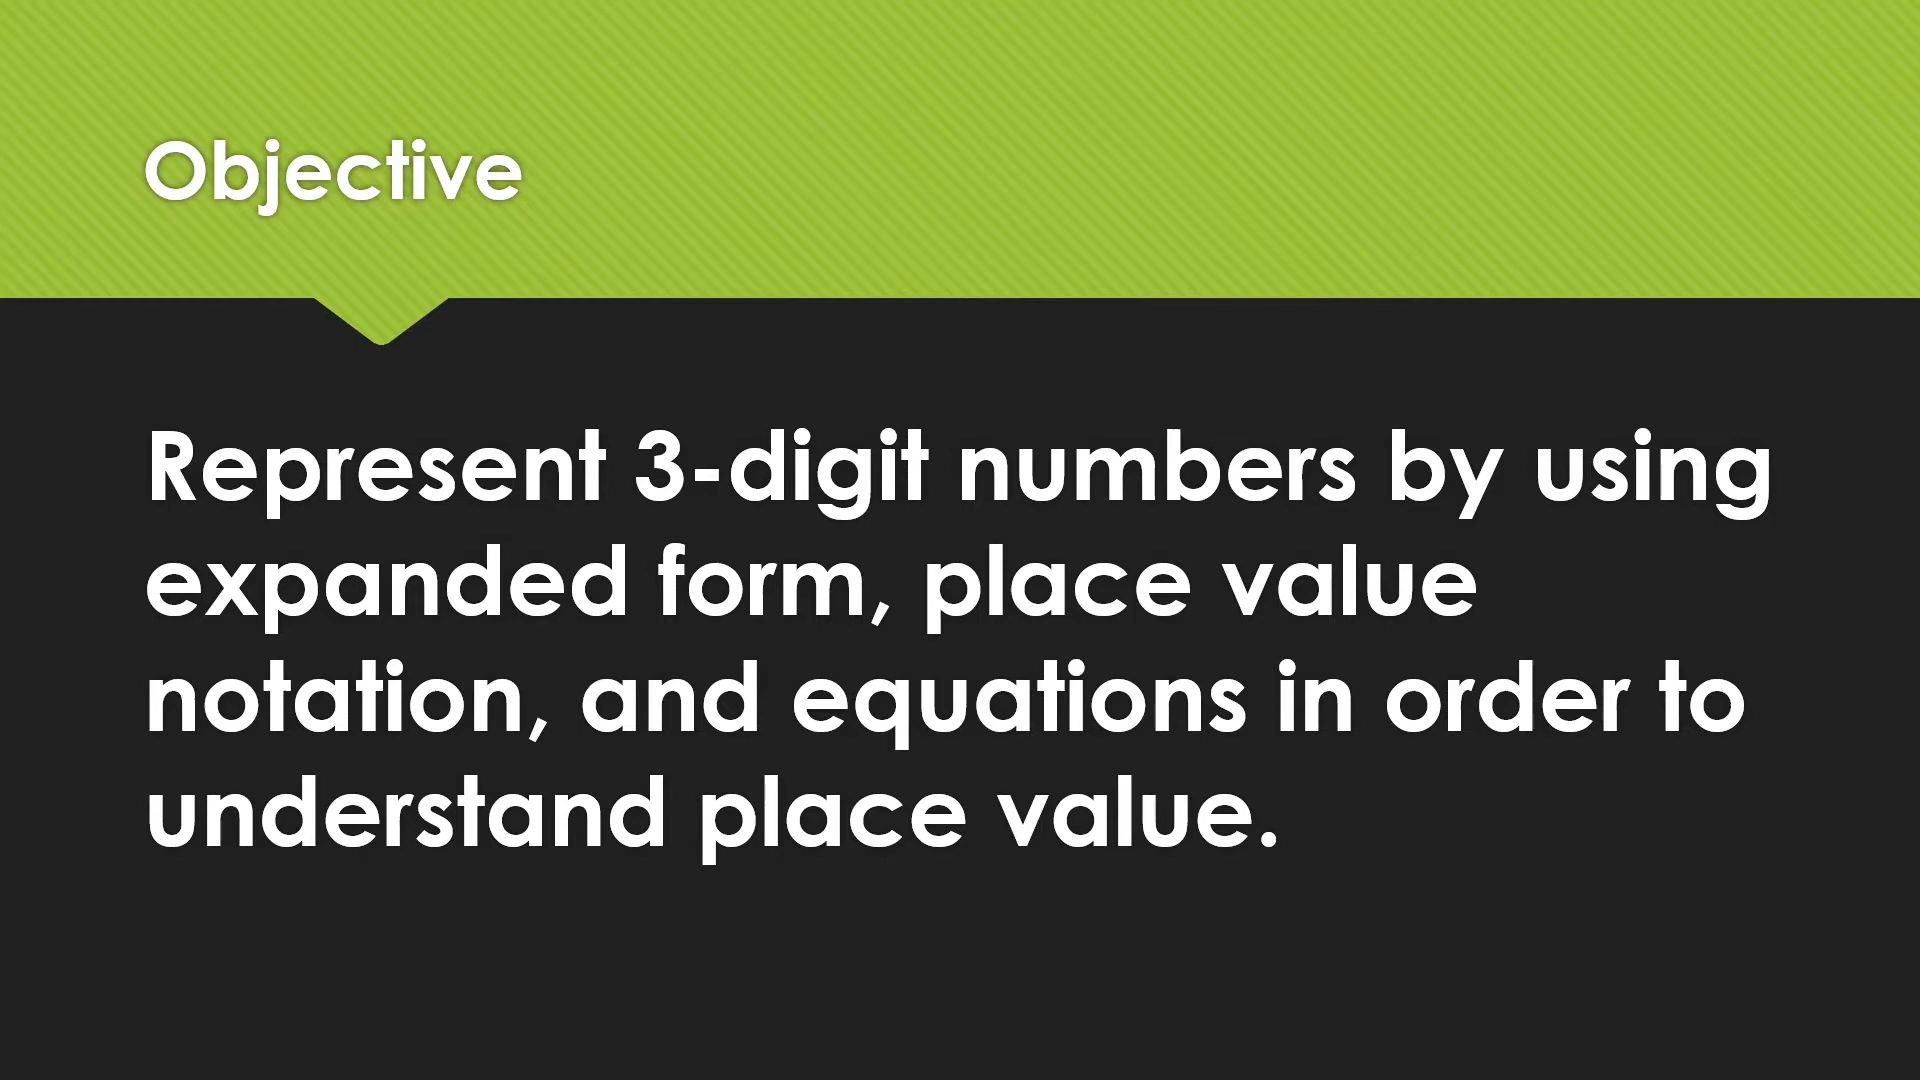 Objective
Represent 3-digit numbers by using
expanded form, place value
notation, and equations in order to
understand place value.